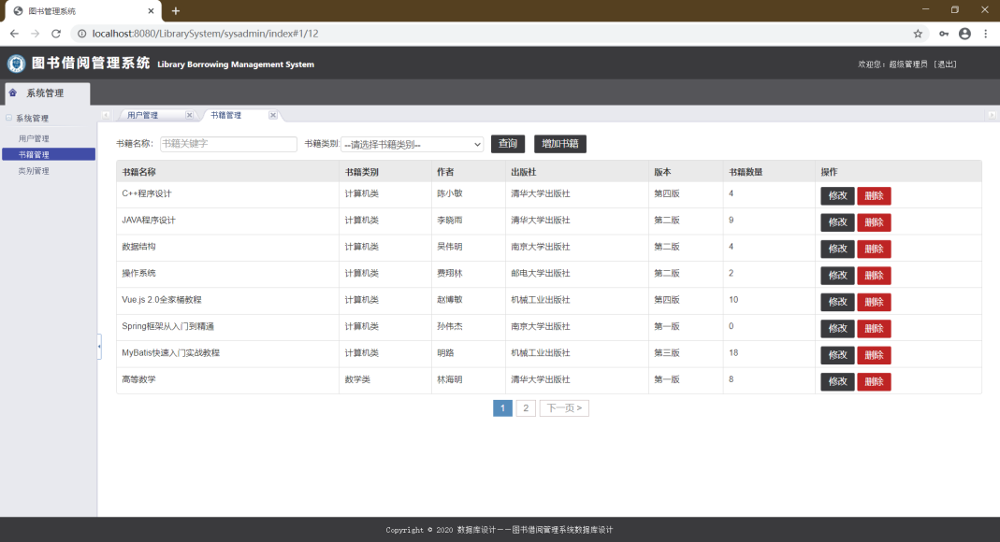 图书管理系统
localhost:8080/LibrarySystem/sysadmin/index#1/12
图书借阅管理系统 Library Borrowing Management System
欢迎您：超级管理员 [退出]
系统管理
系统管理
用户管理
书籍管理
类别管理
用户管理 书籍管理
书籍名称： 书籍关键字 书籍类别: --请选择书籍类别-- 查询 增加书籍
书籍名称 书籍类别 作者 出版社 版本 书籍数量 操作
C++程序设计 计算机类 陈小敏 清华大学出版社 第四版 4 修改 删除
JAVA程序设计 计算机类 李晓雨 清华大学出版社 第二版 9 修改 删除
数据结构 计算机类 吴伟明 南京大学出版社 第二版 4 修改 删除
操作系统 计算机类 费翔林 邮电大学出版社 第二版 2 修改 删除
Vue.js 2.0全家桶教程 计算机类 赵博敏 机械工业出版社 第四版 10 修改 删除
Spring框架从入门到精通 计算机类 孙伟杰 南京大学出版社 第一版 0 修改 删除
MyBatis快速入门实战教程 计算机类 明路 机械工业出版社 第三版 18 修改 删除
高等数学 数学类 林海明 清华大学出版社 第一版 8 修改 删除
1 2 下一页 >
Copyright © 2020 数据库设计——图书借阅管理系统数据库设计